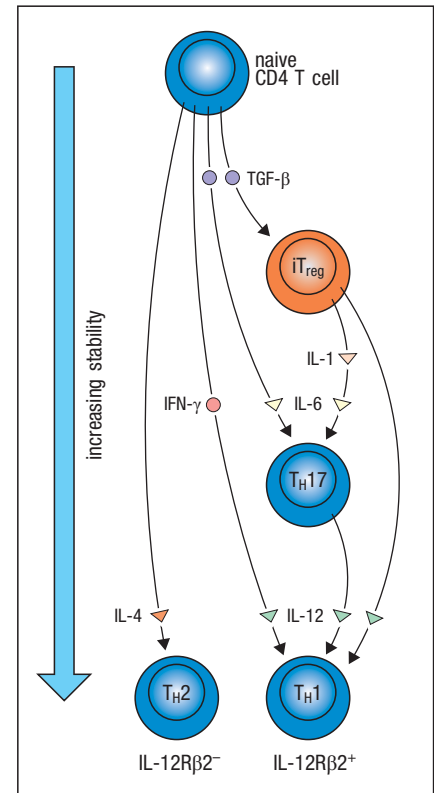 naive
CD4 T cell
TGF-β
iTreg
IL-1
IFN-γ
IL-6
increasing stability
TH17
IL-4
IL-12
TH2
TH1
IL-12Rβ2⁻
IL-12Rβ2⁺